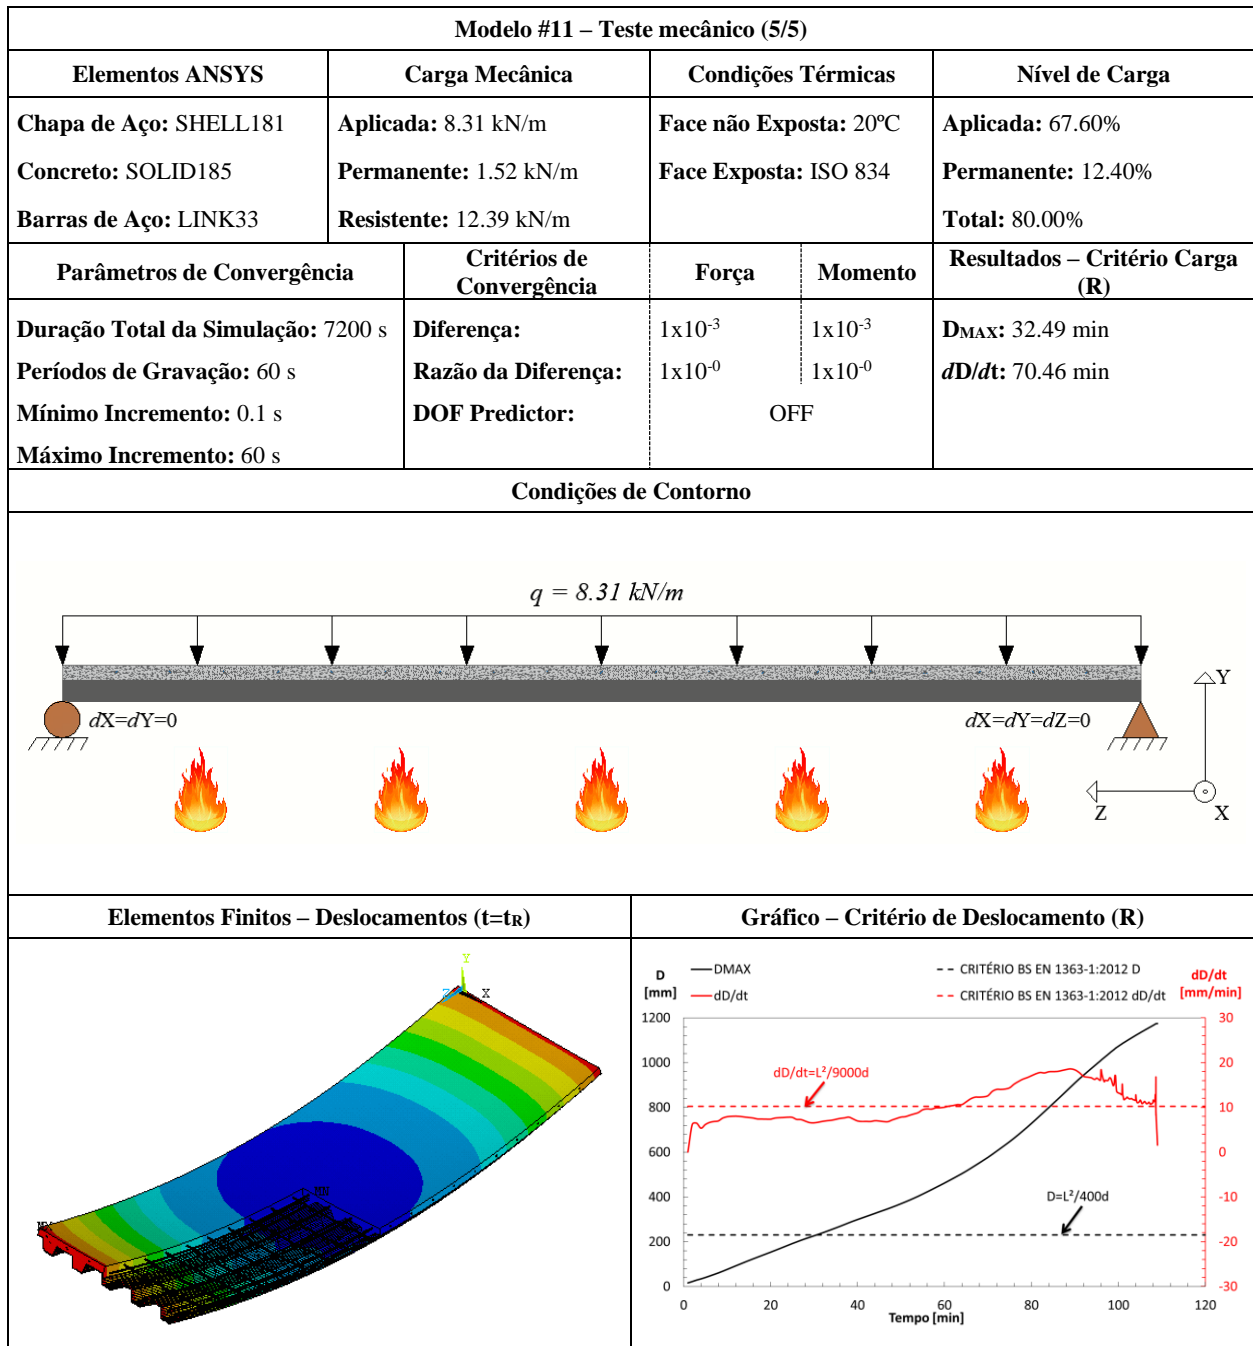 Modelo #11 – Teste mecânico (5/5)
Elementos ANSYS
Carga Mecânica
Condições Térmicas
Nível de Carga
Chapa de Aço: SHELL181
Concreto: SOLID185
Barras de Aço: LINK33
Aplicada: 8.31 kN/m
Permanente: 1.52 kN/m
Resistente: 12.39 kN/m
Face não Exposta: 20ºC
Face Exposta: ISO 834
Aplicada: 67.60%
Permanente: 12.40%
Total: 80.00%
Parâmetros de Convergência
Critérios de
Convergência
Força
Momento
Resultados – Critério Carga
(R)
Duração Total da Simulação: 7200 s
Períodos de Gravação: 60 s
Mínimo Incremento: 0.1 s
Máximo Incremento: 60 s
Diferença:
1x10⁻³
1x10⁻³
Razão da Diferença:
1x10⁻⁰
1x10⁻⁰
DOF Predictor:
OFF
DMAX: 32.49 min
dD/dt: 70.46 min
Condições de Contorno
q = 8.31 kN/m
dX=dY=0
dX=dY=dZ=0
Y
Z
X
Elementos Finitos – Deslocamentos (t=tR)
Gráfico – Critério de Deslocamento (R)
Y
Z
X
MX
D
[mm]
DMAX
dD/dt
CRITÉRIO BS EN 1363-1:2012 D
CRITÉRIO BS EN 1363-1:2012 dD/dt
dD/dt
[mm/min]
1200
1000
800
600
400
200
0
30
20
10
0
-10
-20
-30
dD/dt=L²/9000d
D=L²/400d
0
20
40
60
80
100
120
Tempo [min]